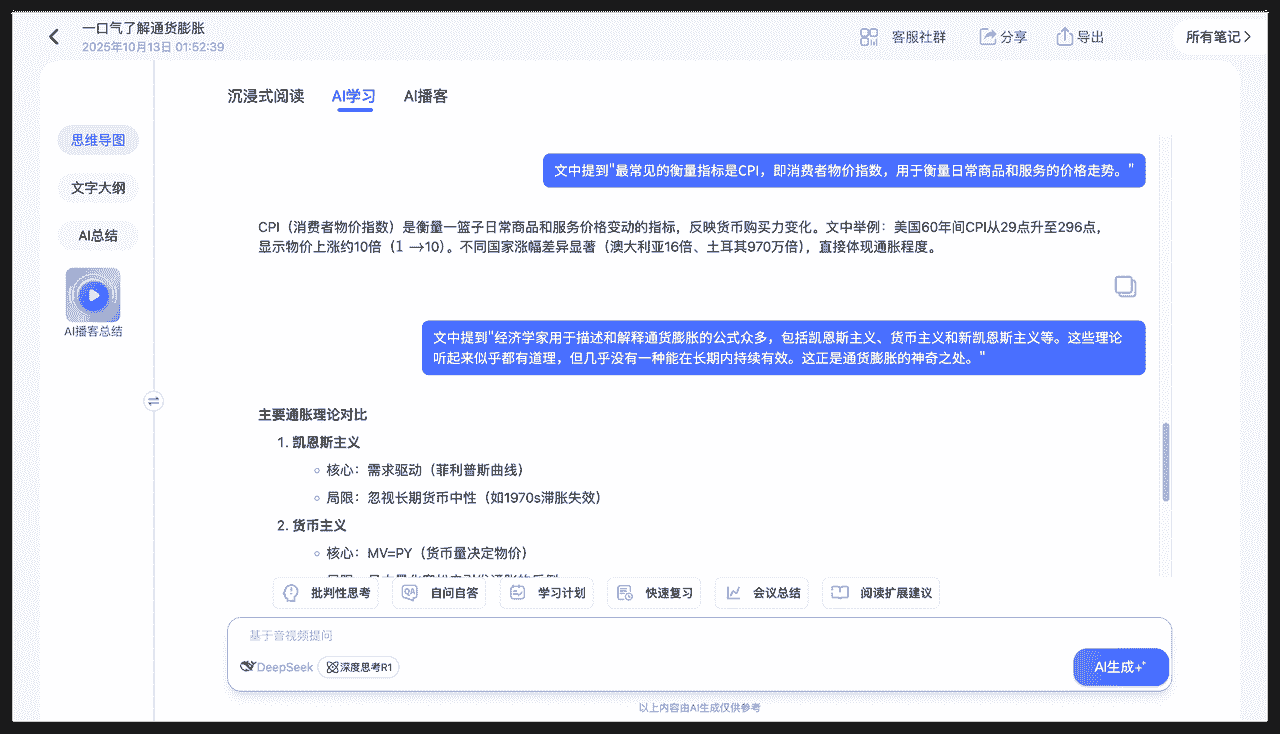 一口气了解通货膨胀
2025年10月13日 01:52:39
客服社群
分享
导出
所有笔记
沉浸式阅读
AI学习
AI播客
思维导图
文字大纲
AI总结
AI播客总结
文中提到"最常见的衡量指标是CPI，即消费者物价指数，用于衡量日常商品和服务的价格走势。"
CPI（消费者物价指数）是衡量一篮子日常商品和服务价格变动的指标，反映货币购买力变化。文中举例：美国60年间CPI从29点升至296点，
显示物价上涨约10倍（1 →10）。不同国家涨幅差异显著（澳大利亚16倍、土耳其970万倍），直接体现通胀程度。
文中提到"经济学家用于描述和解释通货膨胀的公式众多，包括凯恩斯主义、货币主义和新凯恩斯主义等。这些理论
听起来似乎都有道理，但几乎没有一种能在长期内持续有效。这正是通货膨胀的神奇之处。"
主要通胀理论对比
1. 凯恩斯主义
核心：需求驱动（菲利普斯曲线）
局限：忽视长期货币中性（如1970s滞胀失效）
2. 货币主义
核心：MV=PY（货币量决定物价）
批判性思考
QA
自问自答
学习计划
快速复习
会议总结
阅读扩展建议
基于音视频提问
DeepSeek
深度思考R1
AI生成
以上内容由AI生成仅供参考